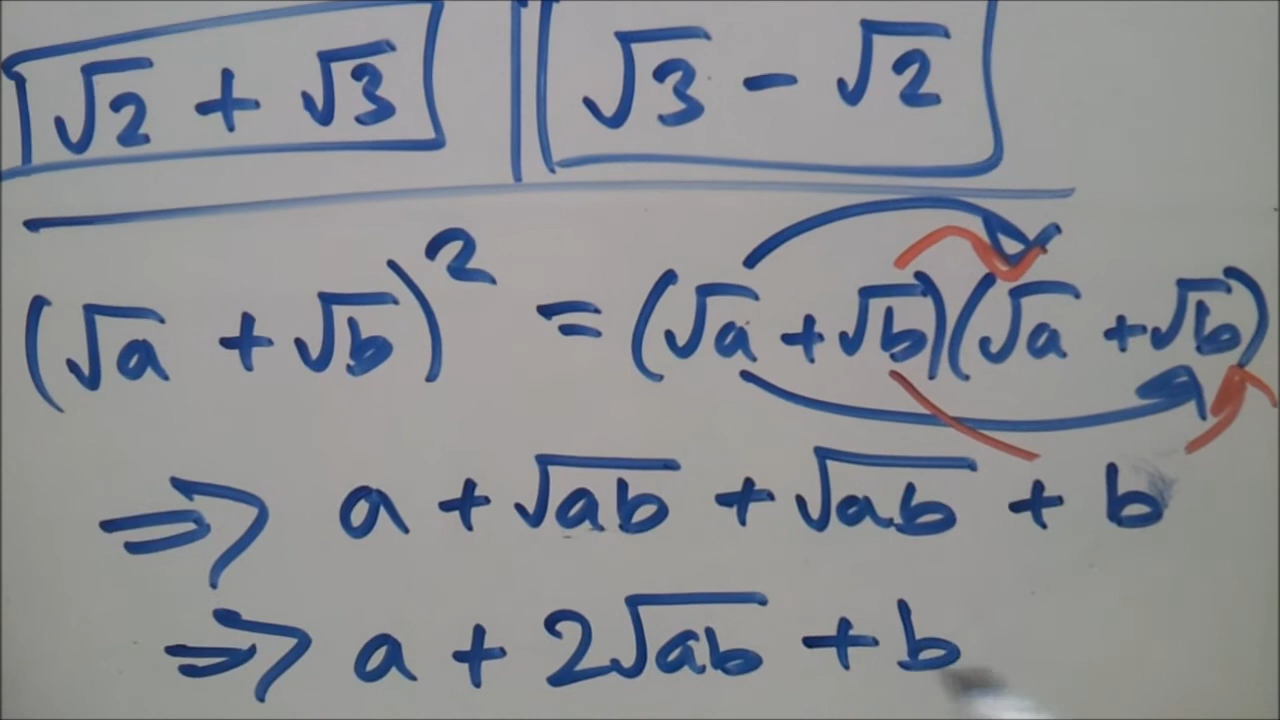 √2 + √3 √3 - √2
(√a + √b)² = (√a + √b)(√a + √b)
⇒ a + √ab + √ab + b
⇒ a + 2√ab + b